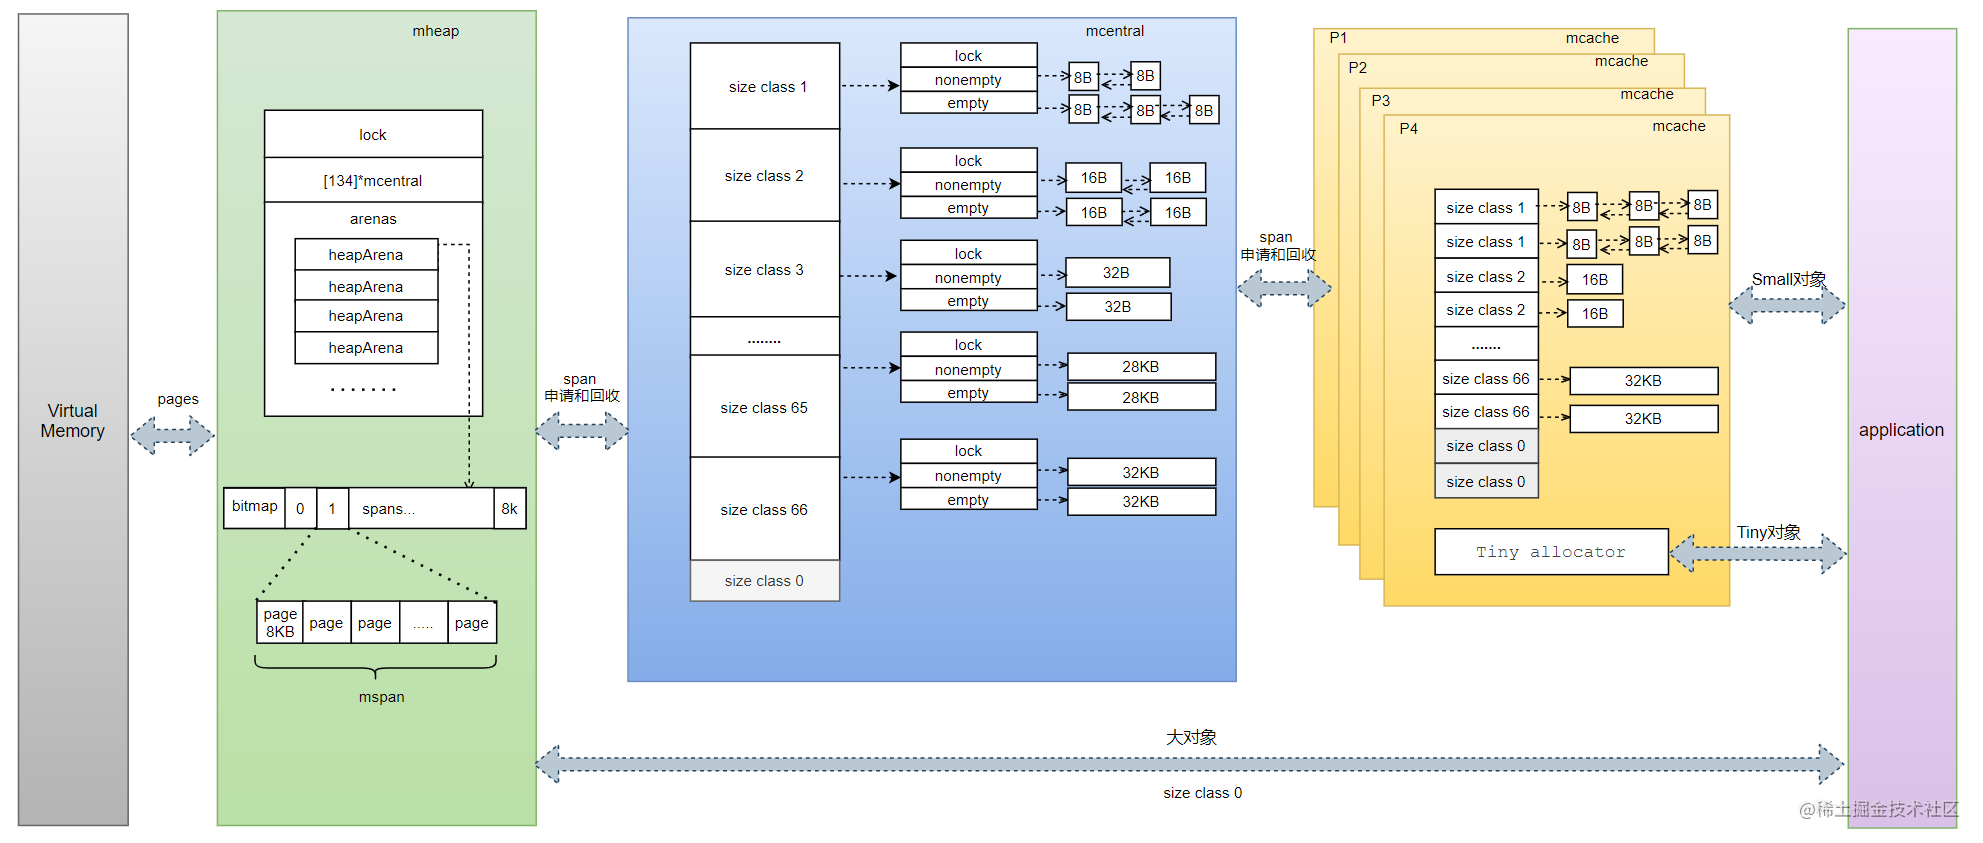 Virtual
Memory
pages
mheap
lock
[134]*mcentral
arenas
heapArena
heapArena
heapArena
heapArena
.......
bitmap
0
1
spans...
8k
page
8KB
page
page
.....
page
mspan
span
申请和回收
mcentral
size class 1
size class 2
size class 3
........
size class 65
size class 66
size class 0
lock
nonempty
empty
8B
8B
8B
8B
8B
lock
nonempty
empty
16B
16B
16B
16B
lock
nonempty
empty
32B
32B
lock
nonempty
empty
28KB
28KB
lock
nonempty
empty
32KB
32KB
span
申请和回收
P1
mcache
P2
mcache
P3
mcache
P4
mcache
size class 1
8B
8B
8B
size class 1
8B
8B
8B
size class 2
16B
size class 2
16B
.......
size class 66
32KB
size class 66
32KB
size class 0
size class 0
Tiny allocator
Small对象
Tiny对象
application
大对象
size class 0
@稀土掘金技术社区